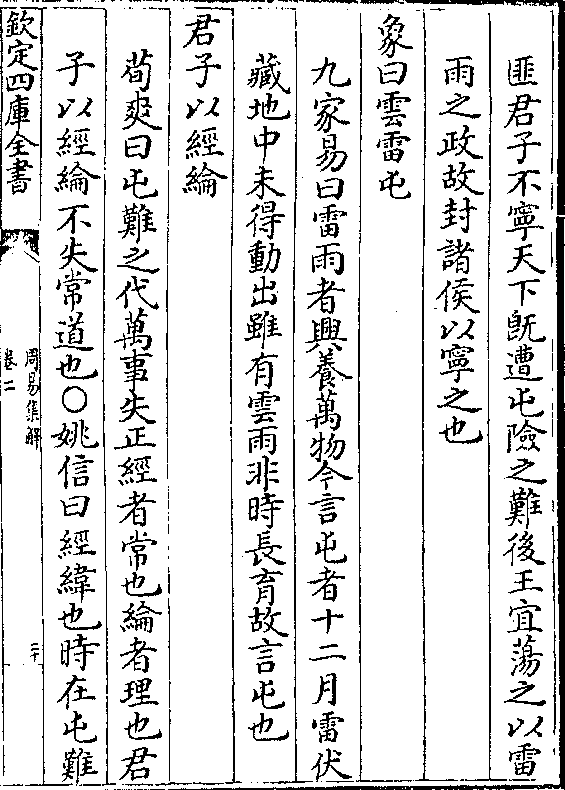 匪君子不寧天下旣遭屯險之難後王宜蕩之以雷
雨之政故封諸侯以寧之也
象曰雲雷屯
九家易曰雷雨者興養萬物今言屯者十二月雷伏
藏地中未得動出雖有雲雨非時長育故言屯也
君子以經綸
荀爽曰屯難之代萬事失正經者常也綸者理也君
子以經綸不失常道也〇姚信曰經緯也時在屯難
欽定四庫全書
周易集解
卷二
二十